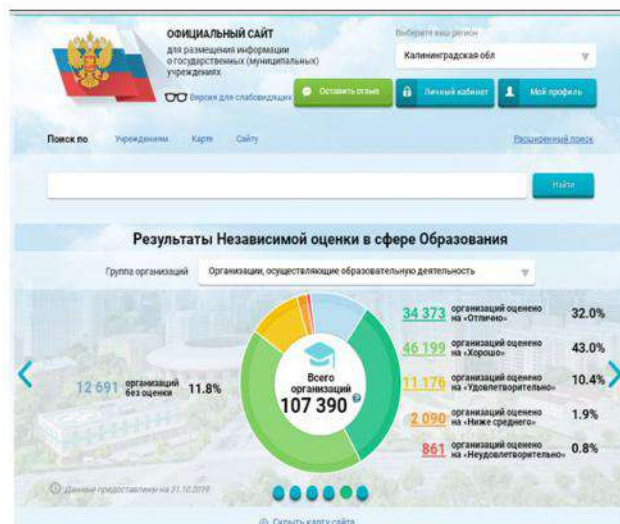 ОФИЦИАЛЬНЫЙ САЙТ
для размещения информации
о государственных (муниципальных)
учреждениях
Версия для слабовидящих
Оставить отзыв
Выберите ваш регион
Калининградская обл
Личный кабинет
Мой профиль
Поиск по Учреждениям Карте Сайту
Расширенный поиск
Найти
Результаты Независимой оценки в сфере Образования
Группа организаций Организации, осуществляющие образовательную деятельность
12 691 организаций без оценки 11.8%
Всего
организаций
107 390
34 373 организаций оценено на «Отлично» 32.0%
46 199 организаций оценено на «Хорошо» 43.0%
11 176 организаций оценено на «Удовлетворительно» 10.4%
2 090 организаций оценено на «Ниже среднего» 1.9%
861 организаций оценено на «Неудовлетворительно» 0.8%
Данные предоставлены на 31.10.2019
Скрыть карту сайта